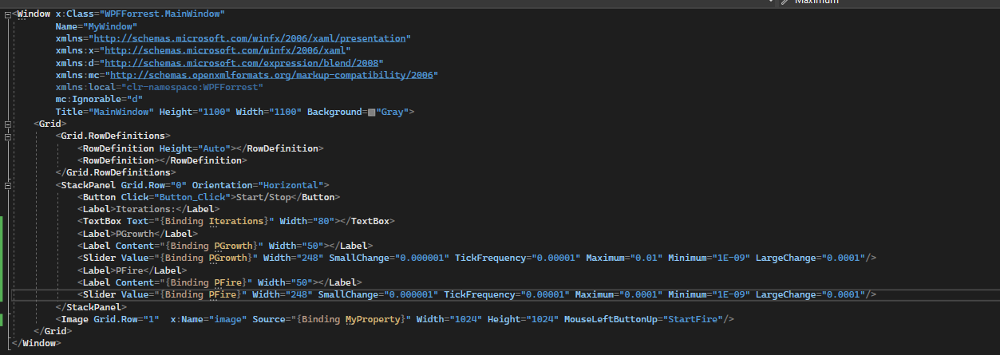 Maximum
<Window x:Class="WPFForrest.MainWindow"
Name="MyWindow"
xmlns="http://schemas.microsoft.com/winfx/2006/xaml/presentation"
xmlns:x="http://schemas.microsoft.com/winfx/2006/xaml"
xmlns:d="http://schemas.microsoft.com/expression/blend/2008"
xmlns:mc="http://schemas.openxmlformats.org/markup-compatibility/2006"
xmlns:local="clr-namespace:WPFForrest"
mc:Ignorable="d"
Title="MainWindow" Height="1100" Width="1100" Background="Gray">
<Grid>
<Grid.RowDefinitions>
<RowDefinition Height="Auto"></RowDefinition>
<RowDefinition></RowDefinition>
</Grid.RowDefinitions>
<StackPanel Grid.Row="0" Orientation="Horizontal">
<Button Click="Button_Click">Start/Stop</Button>
<Label>Iterations:</Label>
<TextBox Text="{Binding Iterations}" Width="80"></TextBox>
<Label>PGrowth</Label>
<Label Content="{Binding PGrowth}" Width="50"></Label>
<Slider Value="{Binding PGrowth}" Width="248" SmallChange="0.000001" TickFrequency="0.00001" Maximum="0.01" Minimum="1E-09" LargeChange="0.0001"/>
<Label>PFire</Label>
<Label Content="{Binding PFire}" Width="50"></Label>
<Slider Value="{Binding PFire}" Width="248" SmallChange="0.000001" TickFrequency="0.00001" Maximum="0.0001" Minimum="1E-09" LargeChange="0.0001"/>
</StackPanel>
<Image Grid.Row="1"  x:Name="image" Source="{Binding MyProperty}" Width="1024" Height="1024" MouseLeftButtonUp="StartFire"/>
</Grid>
</Window>